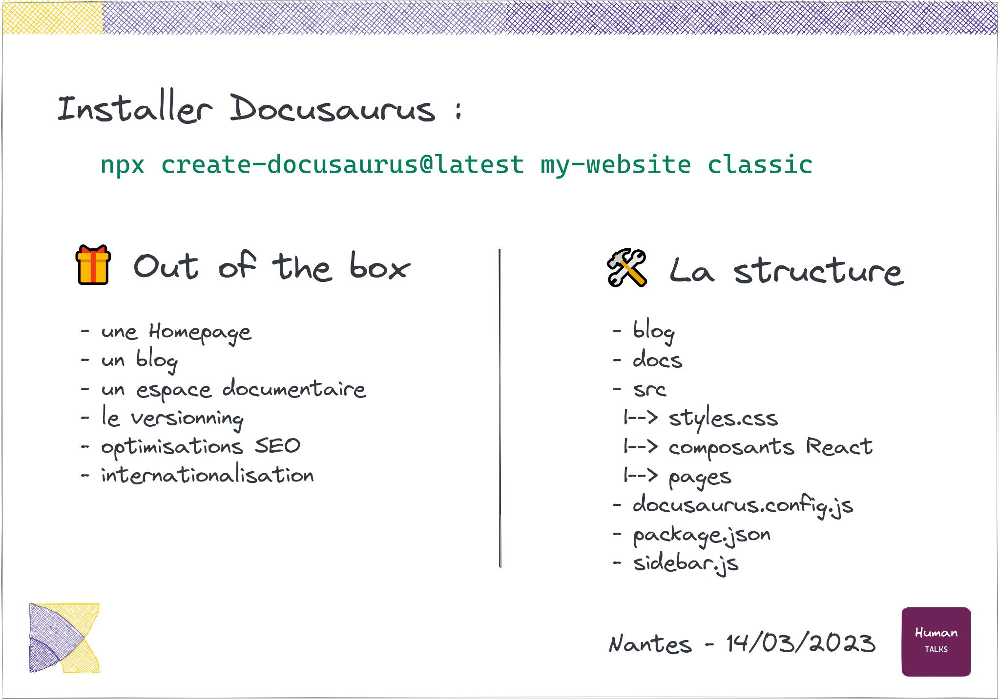 Installer Docusaurus :
npx create-docusaurus@latest my-website classic
Out of the box
- une Homepage
- un blog
- un espace documentaire
- le versionning
- optimisations SEO
- internationalisation
La structure
- blog
- docs
- src
|--> styles.css
|--> composants React
|--> pages
- docusaurus.config.js
- package.json
- sidebar.js
Nantes - 14/03/2023
Human
TALKS